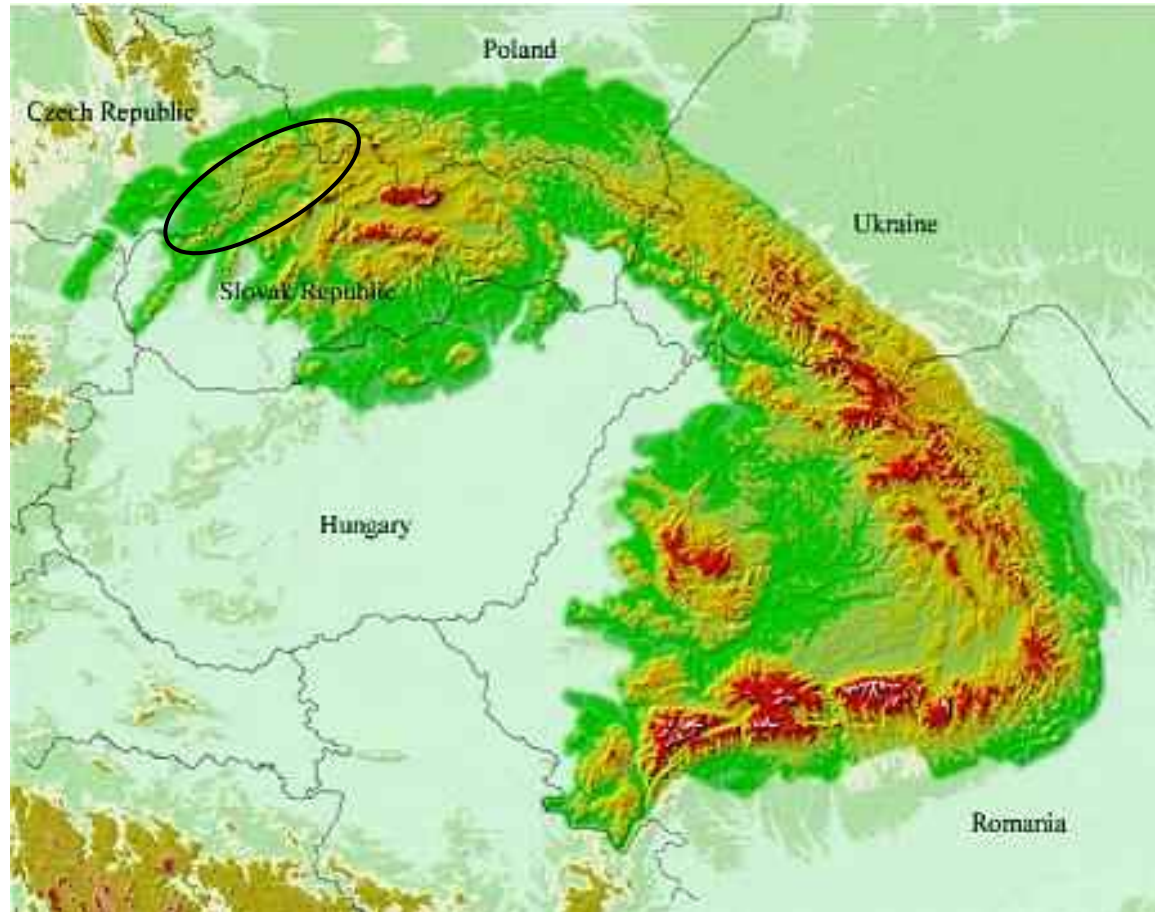 Poland
Czech Republic
Ukraine
Slovak Republic
Hungary
Romania